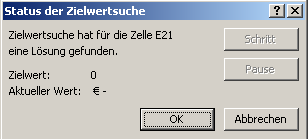 Status der Zielwertsuche
Zielwertsuche hat für die Zelle E21
eine Lösung gefunden.
Schritt
Pause
Zielwert: 0
Aktueller Wert: € -
OK Abbrechen